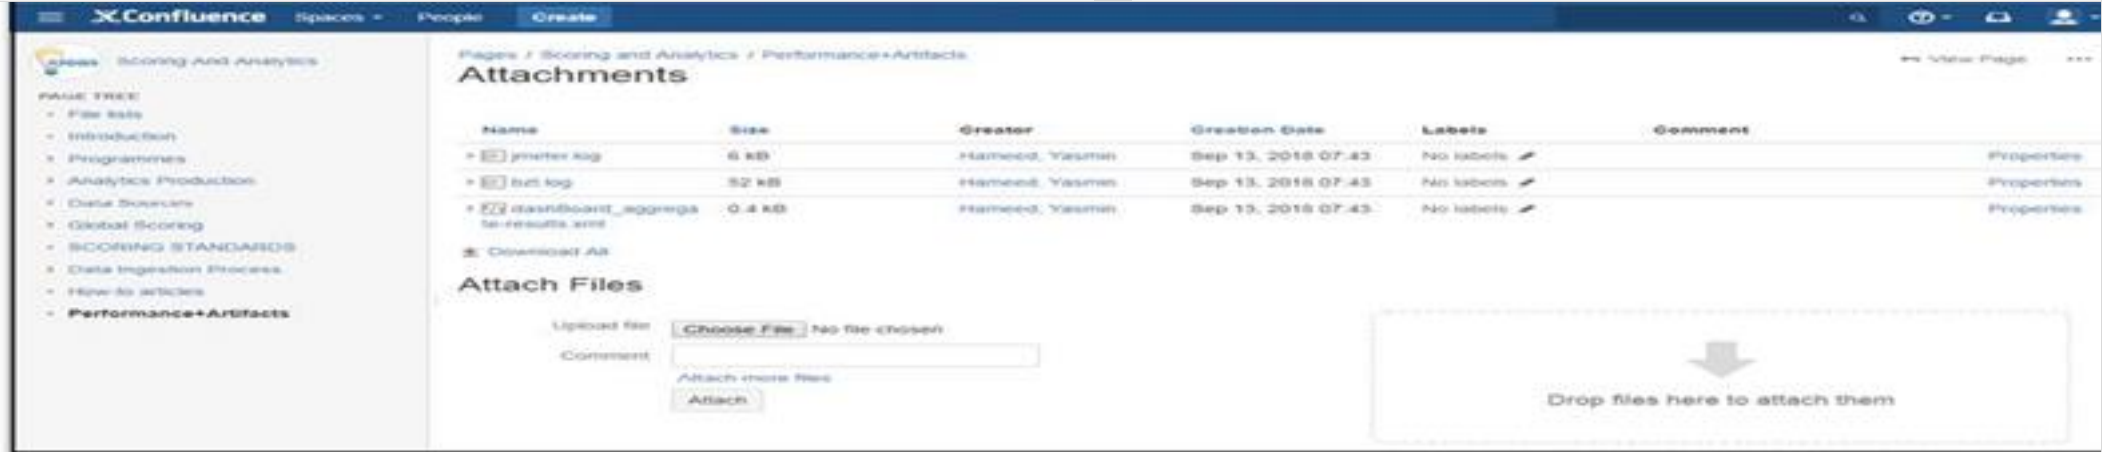 Confluence Spaces People Create
Scoring And Analytics
PAGE TREE
File lists
Introduction
Programmes
Analytics Production
Data Sources
Global Scoring
SCORING STANDARDS
Data Ingestion Process
How-to articles
Performance+Artifacts
Pages / Scoring and Analytics / Performance+Artifacts
View Page
Attachments
Name Size Creator Creation Date Labels Comment
jmeter.log 6 kB Hameed, Yasmin Sep 13, 2018 07:43 No labels Properties
bzt.log 52 kB Hameed, Yasmin Sep 13, 2018 07:43 No labels Properties
dashBoard_aggrega 0.4 kB Hameed, Yasmin Sep 13, 2018 07:43 No labels Properties
te-results.xml
Download All
Attach Files
Upload file Choose File No file chosen
Comment
Attach more files
Attach
Drop files here to attach them